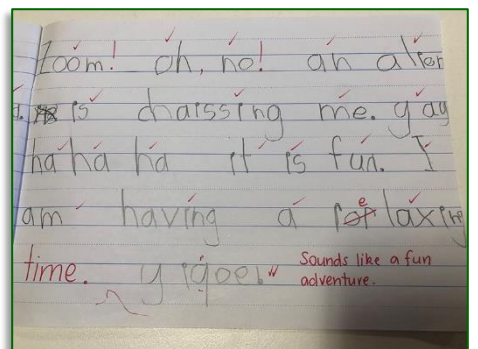 Zoom! oh, no! an alien
is chaissing me. yay
ha ha ha it is fun. I
am having a relaxing
time.
Sounds like a fun
adventure.